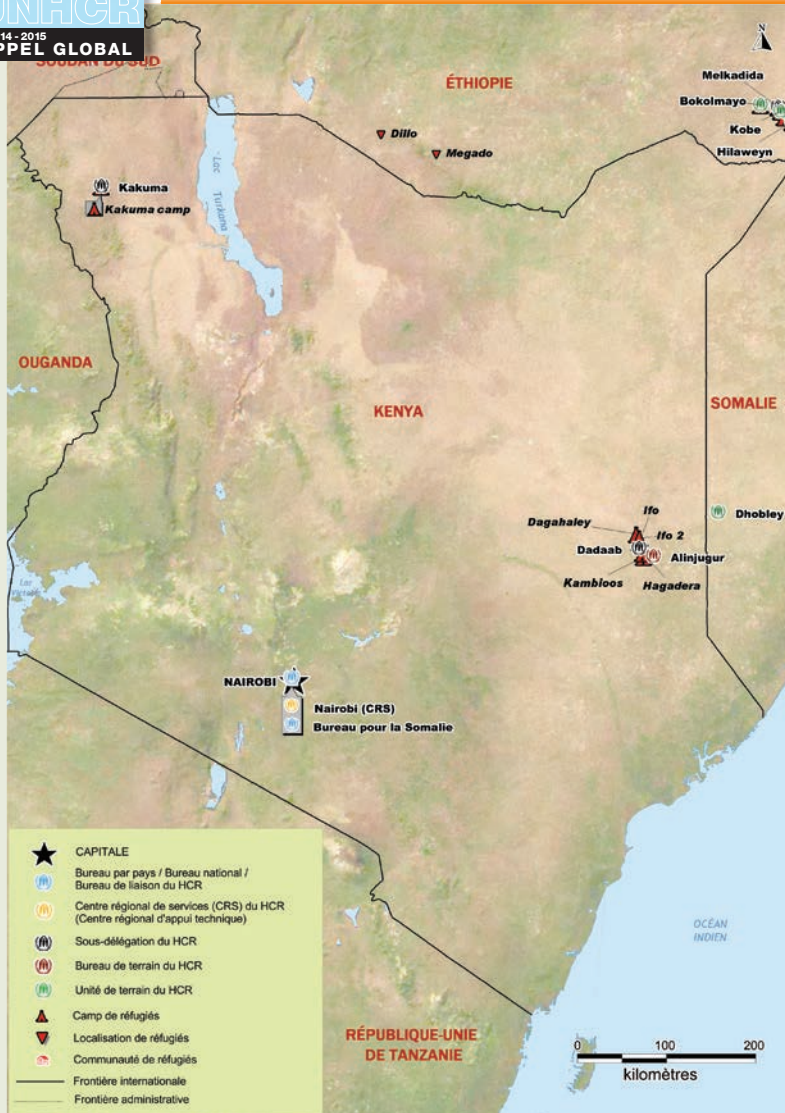 UNHCR
14 - 2015
PPEL GLOBAL
SOUDAN DU SUD
ÉTHIOPIE
Melkadida
Bokolmayo
Kobe
Hilaweyn
Dillo
Megado
Kakuma
Kakuma camp
Lac Turkana
OUGANDA
KENYA
SOMALIE
Ifo
Dagahaley
Ifo 2
Dhobley
Dadaab
Alinjugur
Kambioos
Hagadera
Lac
Victoria
NAIROBI
Nairobi (CRS)
Bureau pour la Somalie
CAPITALE
Bureau par pays / Bureau national /
Bureau de liaison du HCR
Centre régional de services (CRS) du HCR
(Centre régional d'appui technique)
Sous-délégation du HCR
Bureau de terrain du HCR
Unité de terrain du HCR
Camp de réfugiés
Localisation de réfugiés
Communauté de réfugiés
Frontière internationale
Frontière administrative
OCÉAN
INDIEN
RÉPUBLIQUE-UNIE
DE TANZANIE
0 100 200
kilomètres
N